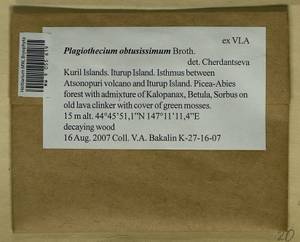 ex VLA
Plagiothecium obtusissimum Broth.
det. Cherdantseva
Kuril Islands. Iturup Island. Isthmus between
Atsonopuri volcano and Iturup Island. Picea-Abies
forest with admixture of Kalopanax, Betula, Sorbus on
old lava clinker with cover of green mosses.
15 m alt. 44°45'51,1"N 147°11'11,4"E
decaying wood
16 Aug. 2007 Coll. V.A. Bakalin K-27-16-07